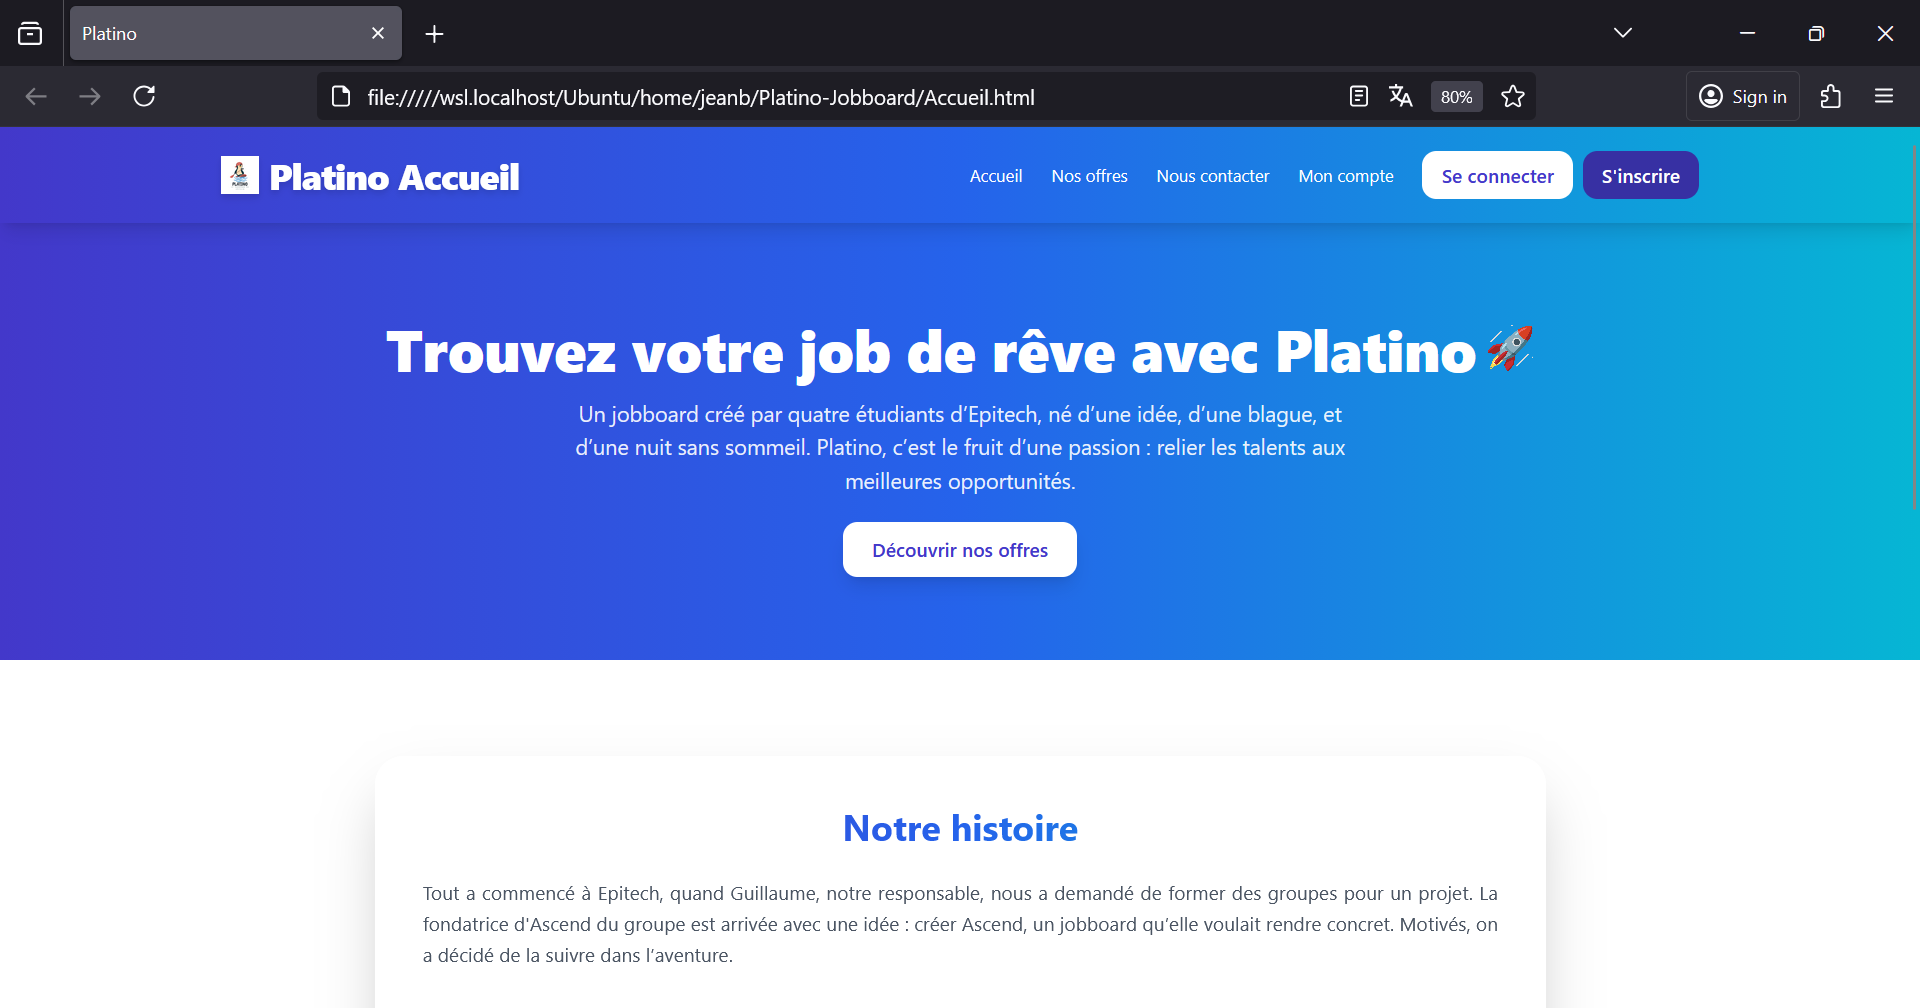 Platino
file://///wsl.localhost/Ubuntu/home/jeanb/Platino-Jobboard/Accueil.html
80%
Sign in
PLATINO
Platino Accueil
Accueil
Nos offres
Nous contacter
Mon compte
Se connecter
S'inscrire
Trouvez votre job de rêve avec Platino🚀
Un jobboard créé par quatre étudiants d’Epitech, né d’une idée, d’une blague, et
d’une nuit sans sommeil. Platino, c’est le fruit d’une passion : relier les talents aux
meilleures opportunités.
Découvrir nos offres
Notre histoire
Tout a commencé à Epitech, quand Guillaume, notre responsable, nous a demandé de former des groupes pour un projet. La
fondatrice d'Ascend du groupe est arrivée avec une idée : créer Ascend, un jobboard qu’elle voulait rendre concret. Motivés, on
a décidé de la suivre dans l’aventure.